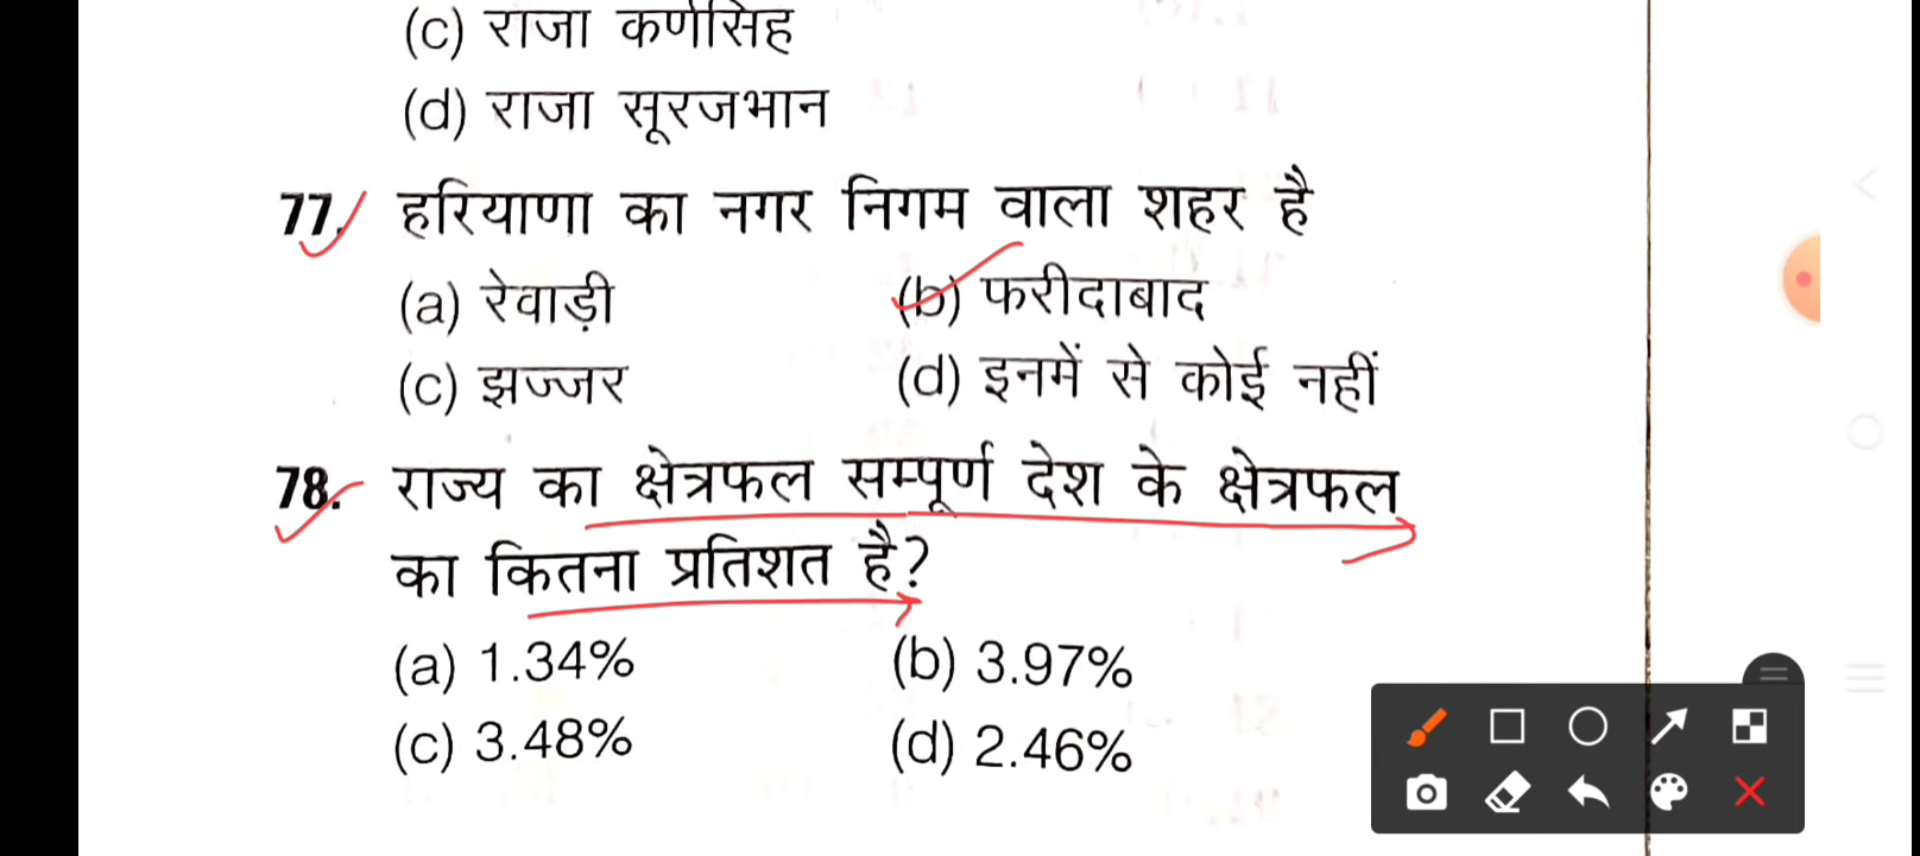 (c) राजा कर्णसिंह
(d) राजा सूरजभान
77. हरियाणा का नगर निगम वाला शहर है
(a) रेवाड़ी (b) फरीदाबाद
(c) झज्जर (d) इनमें से कोई नहीं
78. राज्य का क्षेत्रफल सम्पूर्ण देश के क्षेत्रफल
का कितना प्रतिशत है?
(a) 1.34% (b) 3.97%
(c) 3.48% (d) 2.46%